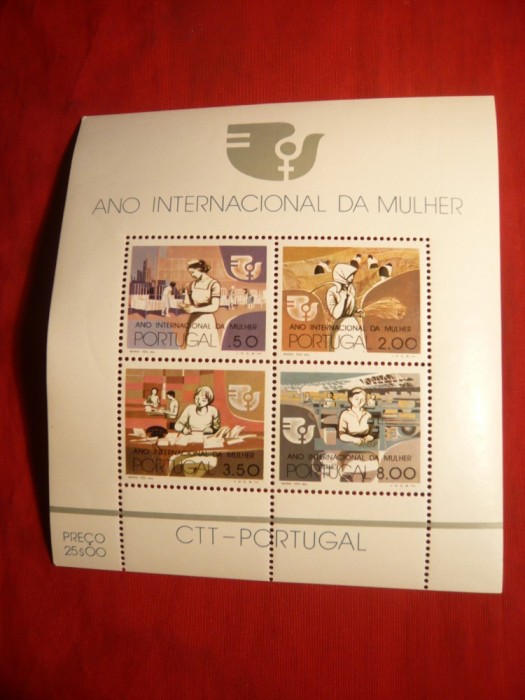 ANO INTERNACIONAL DA MULHER
ANO INTERNACIONAL DA MULHER
PORTUGAL .50
ANO INTERNACIONAL DA MULHER
PORTUGAL 2.00
ANO INTERNACIONAL DA MULHER
PORTUGAL 3.50
ANO INTERNACIONAL DA MULHER
PORTUGAL 8.00
PREÇO
25$00
CTT-PORTUGAL